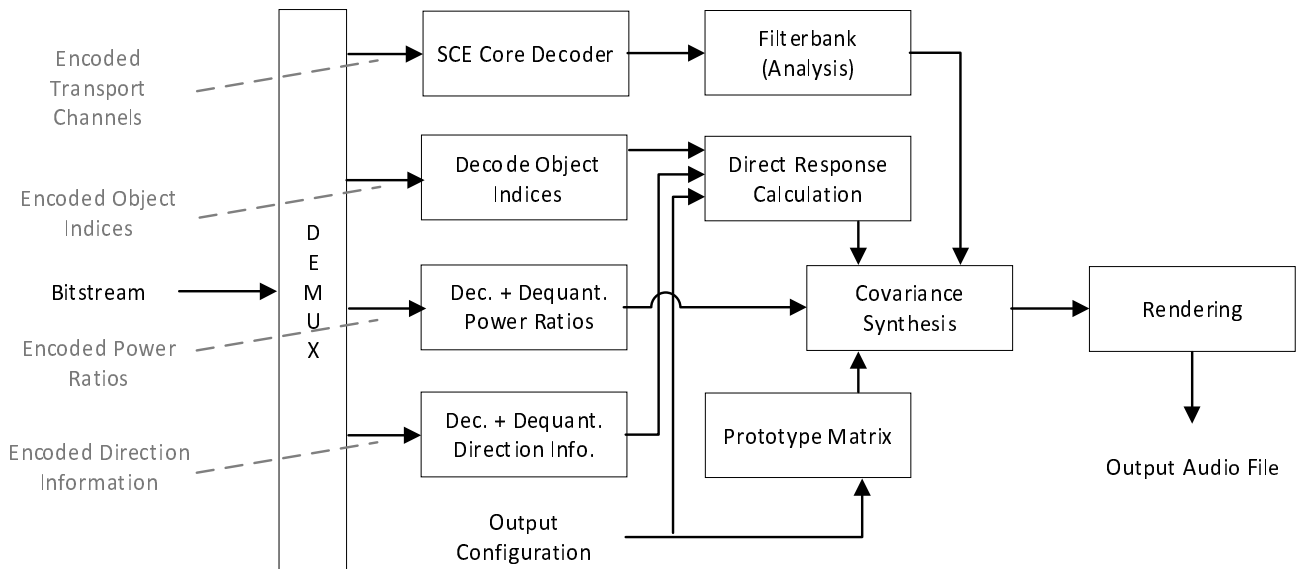 Encoded
Transport
Channels
SCE Core Decoder
Filterbank
(Analysis)
Encoded Object
Indices
Decode Object
Indices
Direct Response
Calculation
D
E
M
U
X
Bitstream
Encoded Power
Ratios
Dec. + Dequant.
Power Ratios
Covariance
Synthesis
Rendering
Encoded Direction
Information
Dec. + Dequant.
Direction Info.
Prototype Matrix
Output Audio File
Output
Configuration